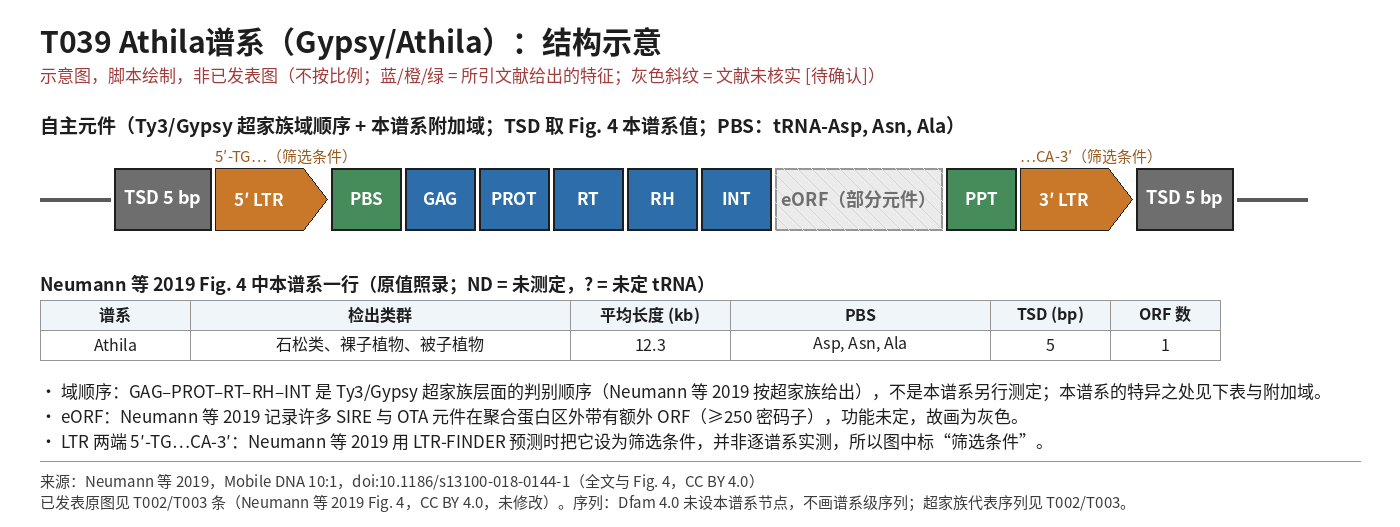 T039 Athila谱系（Gypsy/Athila）：结构示意
示意图，脚本绘制，非已发表图（不按比例；蓝/橙/绿 = 所引文献给出的特征；灰色斜纹 = 文献未核实 [待确认]）
自主元件（Ty3/Gypsy 超家族域顺序 + 本谱系附加域；TSD 取 Fig. 4 本谱系值；PBS：tRNA-Asp, Asn, Ala）
5′-TG…（筛选条件） …CA-3′（筛选条件）
TSD 5 bp 5′ LTR PBS GAG PROT RT RH INT eORF（部分元件） PPT 3′ LTR TSD 5 bp
Neumann 等 2019 Fig. 4 中本谱系一行（原值照录；ND = 未测定，? = 未定 tRNA）
谱系 检出类群 平均长度 (kb) PBS TSD (bp) ORF 数
Athila 石松类、裸子植物、被子植物 12.3 Asp, Asn, Ala 5 1
・ 域顺序：GAG–PROT–RT–RH–INT 是 Ty3/Gypsy 超家族层面的判别顺序（Neumann 等 2019 按超家族给出），不是本谱系另行测定；本谱系的特异之处见下表与附加域。
・ eORF：Neumann 等 2019 记录许多 SIRE 与 OTA 元件在聚合蛋白区外带有额外 ORF（≥250 密码子），功能未定，故画为灰色。
・ LTR 两端 5′-TG…CA-3′：Neumann 等 2019 用 LTR-FINDER 预测时把它设为筛选条件，并非逐谱系实测，所以图中标“筛选条件”。
来源：Neumann 等 2019，Mobile DNA 10:1，doi:10.1186/s13100-018-0144-1（全文与 Fig. 4，CC BY 4.0）
已发表原图见 T002/T003 条（Neumann 等 2019 Fig. 4，CC BY 4.0，未修改）。序列：Dfam 4.0 未设本谱系节点，不画谱系级序列；超家族代表序列见 T002/T003。